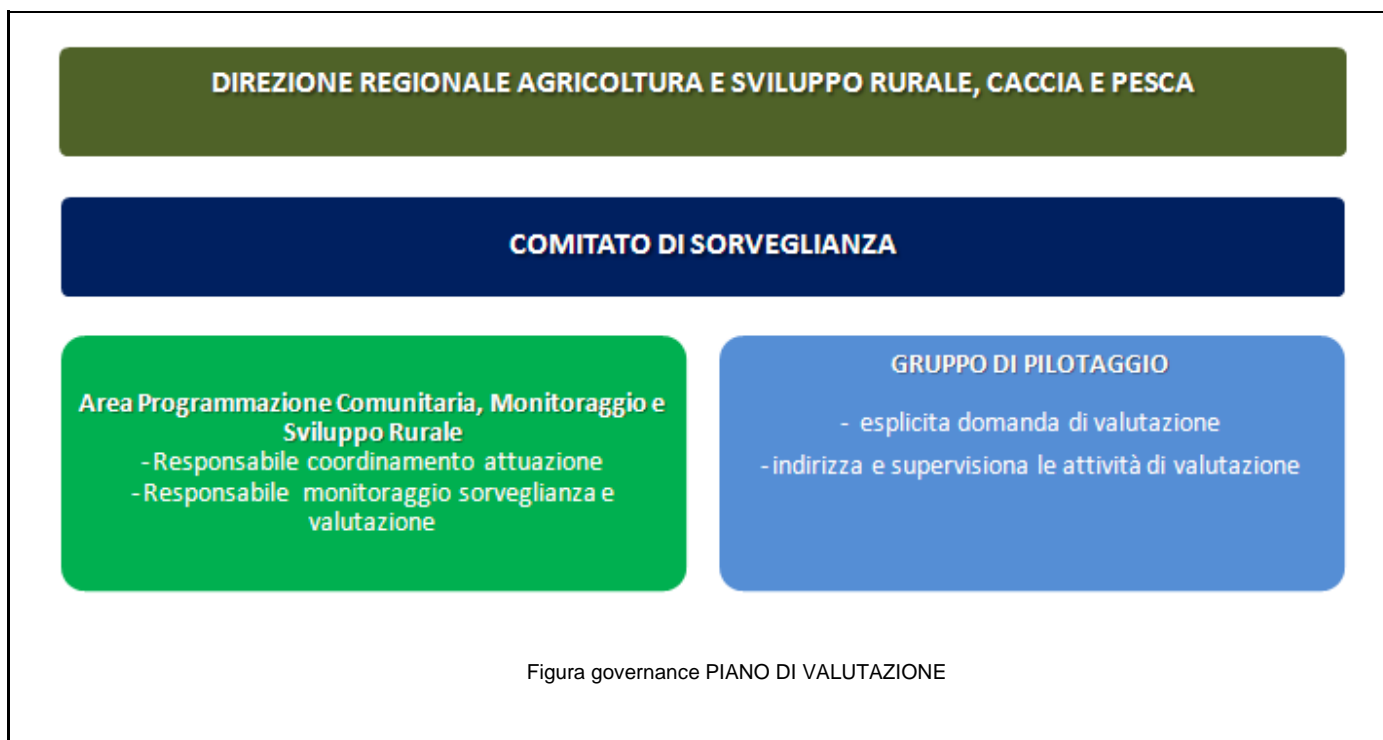 DIREZIONE REGIONALE AGRICOLTURA E SVILUPPO RURALE, CACCIA E PESCA
COMITATO DI SORVEGLIANZA
Area Programmazione Comunitaria, Monitoraggio e
Sviluppo Rurale
-Responsabile coordinamento attuazione
-Responsabile monitoraggio sorveglianza e
valutazione
GRUPPO DI PILOTAGGIO
- esplicita domanda di valutazione
-indirizza e supervisiona le attività di valutazione
Figura governance PIANO DI VALUTAZIONE